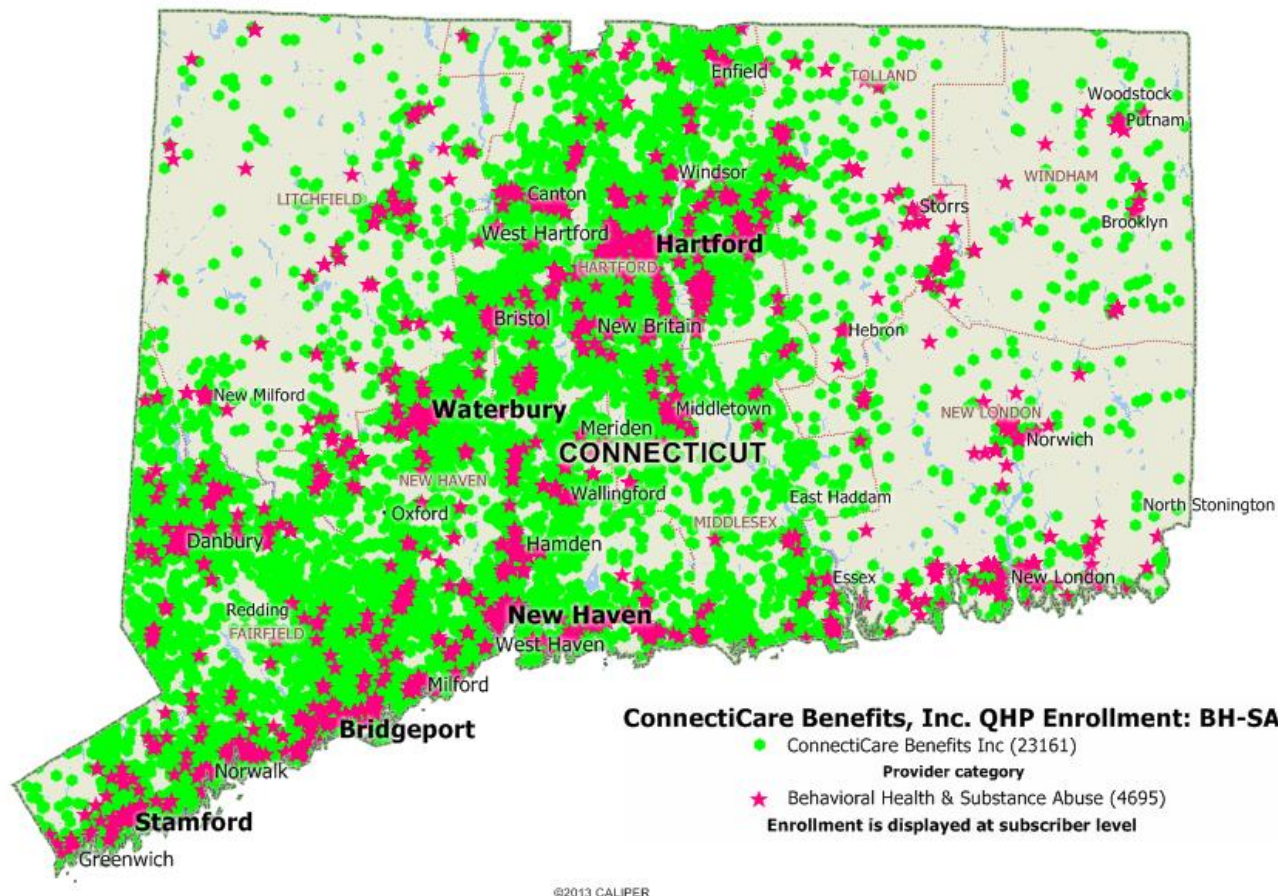 Enfield
TOLLAND
Woodstock
Putnam
Windsor
Canton
WINDHAM
LITCHFIELD
Storrs
Brooklyn
West Hartford
Hartford
HARTFORD
Bristol
New Britain
Hebron
New Milford
Waterbury
Middletown
NEW LONDON
Meriden
Norwich
CONNECTICUT
NEW HAVEN
Wallingford
East Haddam
North Stonington
Oxford
MIDDLESEX
Danbury
Hamden
Essex
New London
Redding
New Haven
FAIRFIELD
West Haven
Milford
Bridgeport
Norwalk
Stamford
Greenwich
ConnectiCare Benefits, Inc. QHP Enrollment: BH-SA
ConnectiCare Benefits Inc (23161)
Provider category
Behavioral Health & Substance Abuse (4695)
Enrollment is displayed at subscriber level
©2013 CALIPER